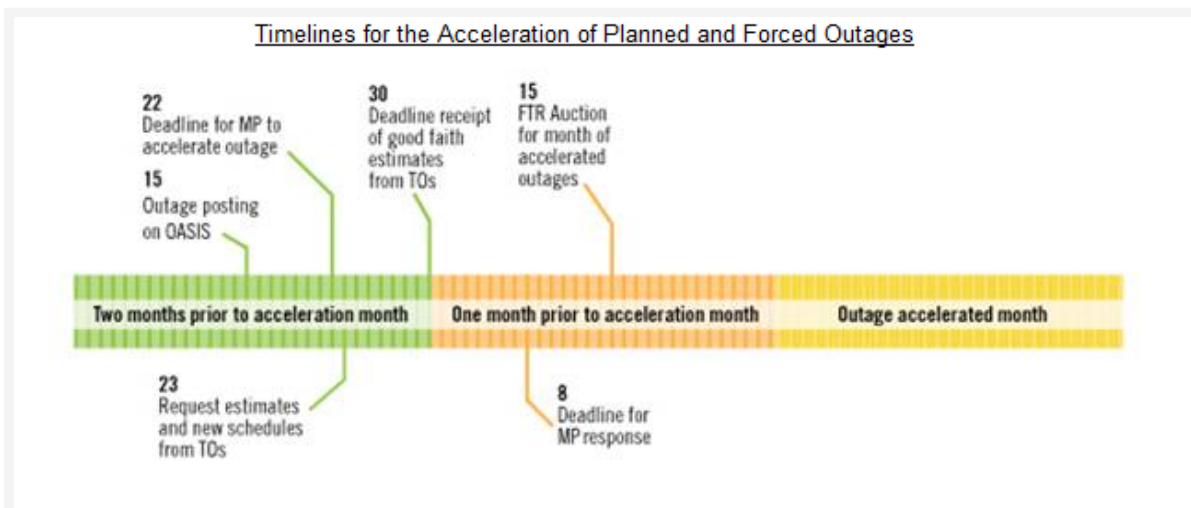 Timelines for the Acceleration of Planned and Forced Outages
22
Deadline for MP to
accelerate outage
15
Outage posting
on OASIS
30
Deadline receipt
of good faith
estimates
from TOs
15
FTR Auction
for month of
accelerated
outages
Two months prior to acceleration month
One month prior to acceleration month
Outage accelerated month
23
Request estimates
and new schedules
from TOs
8
Deadline for
MP response